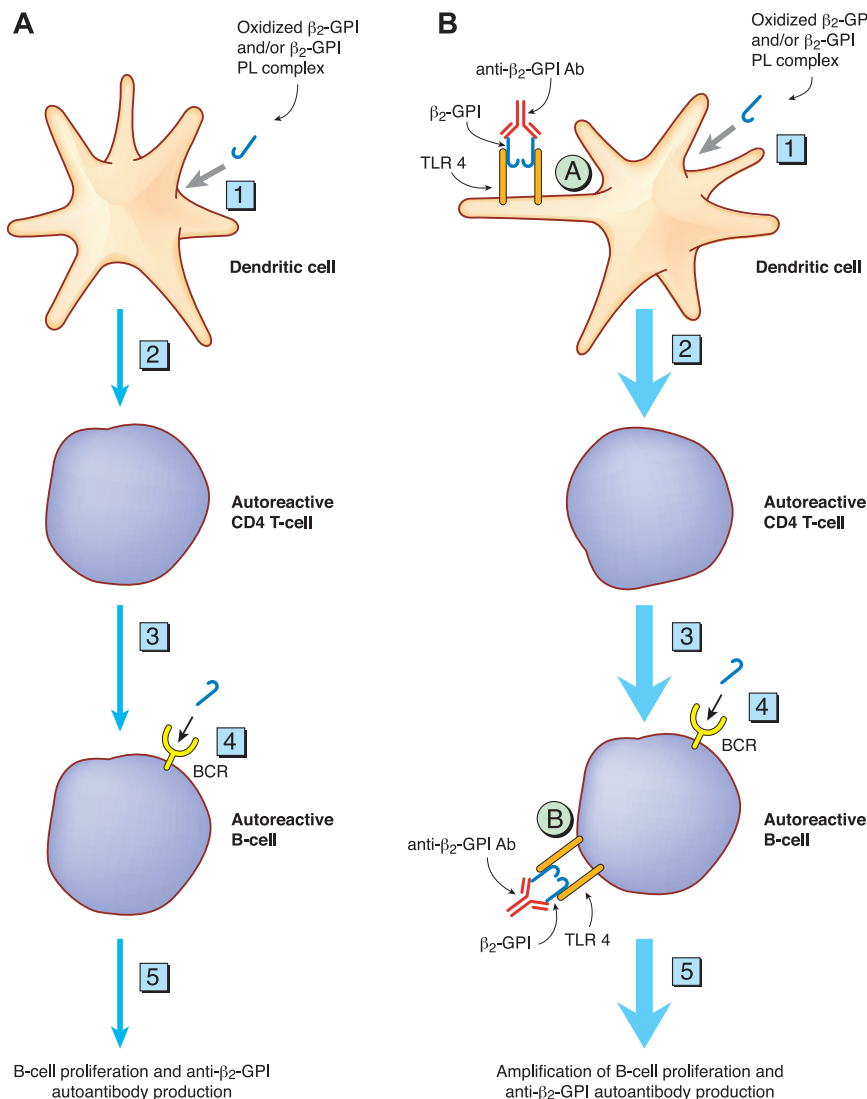 A
Oxidized β2-GPI
and/or β2-GPI
PL complex
1
Dendritic cell
2
Autoreactive
CD4 T-cell
3
4
BCR
Autoreactive
B-cell
5
B-cell proliferation and anti-β2-GPI
autoantibody production
B
Oxidized β2-GP
and/or β2-GPI
PL complex
anti-β2-GPI Ab
β2-GPI
TLR 4
A
1
Dendritic cell
2
Autoreactive
CD4 T-cell
3
4
BCR
B
Autoreactive
B-cell
anti-β2-GPI Ab
β2-GPI
TLR 4
5
Amplification of B-cell proliferation and
anti-β2-GPI autoantibody production